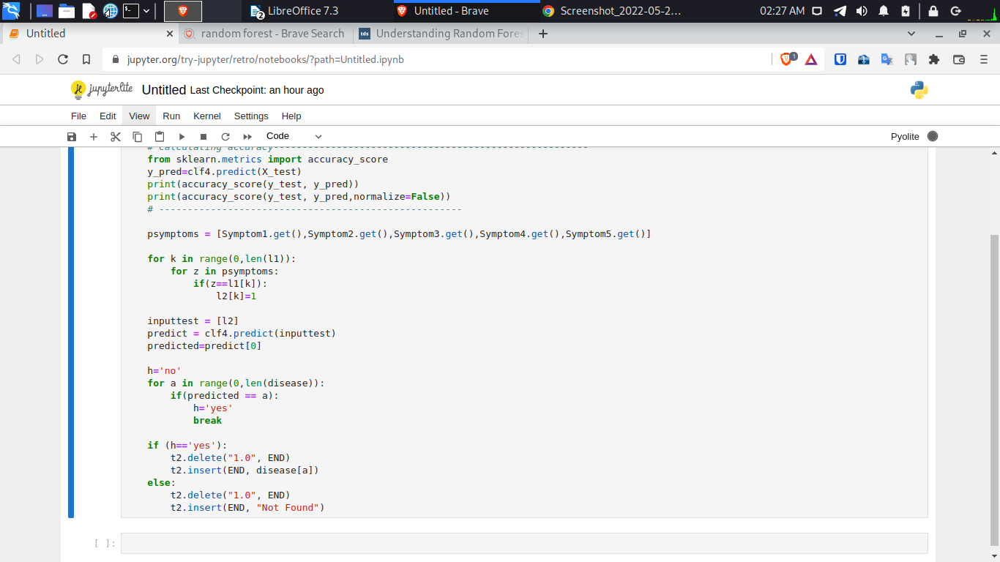 LibreOffice 7.3
Untitled - Brave
Screenshot_2022-05-2...
02:27 AM
Untitled
random forest - Brave Search
Understanding Random Fores
jupyter.org/try-jupyter/retro/notebooks/?path=Untitled.ipynb
jupyterlite
Untitled Last Checkpoint: an hour ago
File Edit View Run Kernel Settings Help
Code
Pyolite
# calculating accuracy-------------------------------------------------------
from sklearn.metrics import accuracy_score
y_pred=clf4.predict(X_test)
print(accuracy_score(y_test, y_pred))
print(accuracy_score(y_test, y_pred,normalize=False))
# -----------------------------------------------------
psymptoms = [Symptom1.get(),Symptom2.get(),Symptom3.get(),Symptom4.get(),Symptom5.get()]
for k in range(0,len(l1)):
    for z in psymptoms:
        if(z==l1[k]):
            l2[k]=1
inputtest = [l2]
predict = clf4.predict(inputtest)
predicted=predict[0]
h='no'
for a in range(0,len(disease)):
    if(predicted == a):
        h='yes'
        break
if (h=='yes'):
    t2.delete("1.0", END)
    t2.insert(END, disease[a])
else:
    t2.delete("1.0", END)
    t2.insert(END, "Not Found")
[ ]: